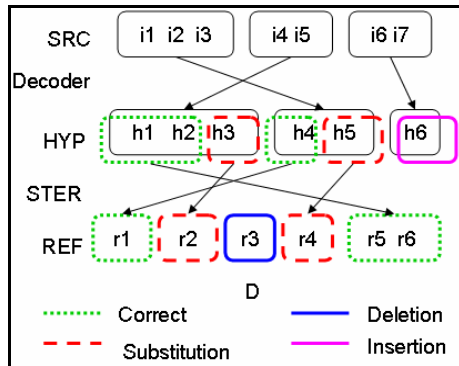 SRC i1 i2 i3 i4 i5 i6 i7
Decoder
HYP h1 h2 h3 h4 h5 h6
STER
REF r1 r2 r3 r4 r5 r6
D
Correct Deletion
Substitution Insertion